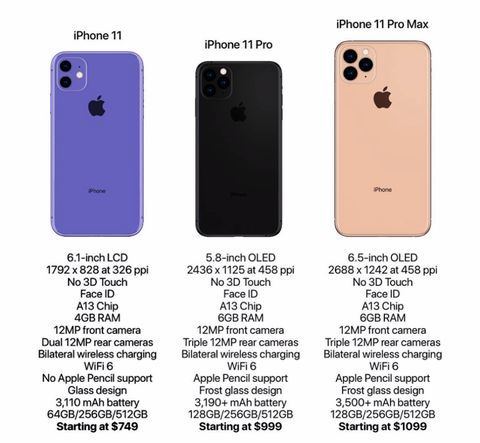 iPhone 11
iPhone 11 Pro
iPhone 11 Pro Max
iPhone
iPhone
iPhone
6.1-inch LCD
1792 x 828 at 326 ppi
No 3D Touch
Face ID
A13 Chip
4GB RAM
12MP front camera
Dual 12MP rear cameras
Bilateral wireless charging
WiFi 6
No Apple Pencil support
Glass design
3,110 mAh battery
64GB/256GB/512GB
Starting at $749
5.8-inch OLED
2436 x 1125 at 458 ppi
No 3D Touch
Face ID
A13 Chip
6GB RAM
12MP front camera
Triple 12MP rear cameras
Bilateral wireless charging
WiFi 6
Apple Pencil support
Frost glass design
3,190+ mAh battery
128GB/256GB/512GB
Starting at $999
6.5-inch OLED
2688 x 1242 at 458 ppi
No 3D Touch
Face ID
A13 Chip
6GB RAM
12MP front camera
Triple 12MP rear cameras
Bilateral wireless charging
WiFi 6
Apple Pencil support
Frost glass design
3,500+ mAh battery
128GB/256GB/512GB
Starting at $1099